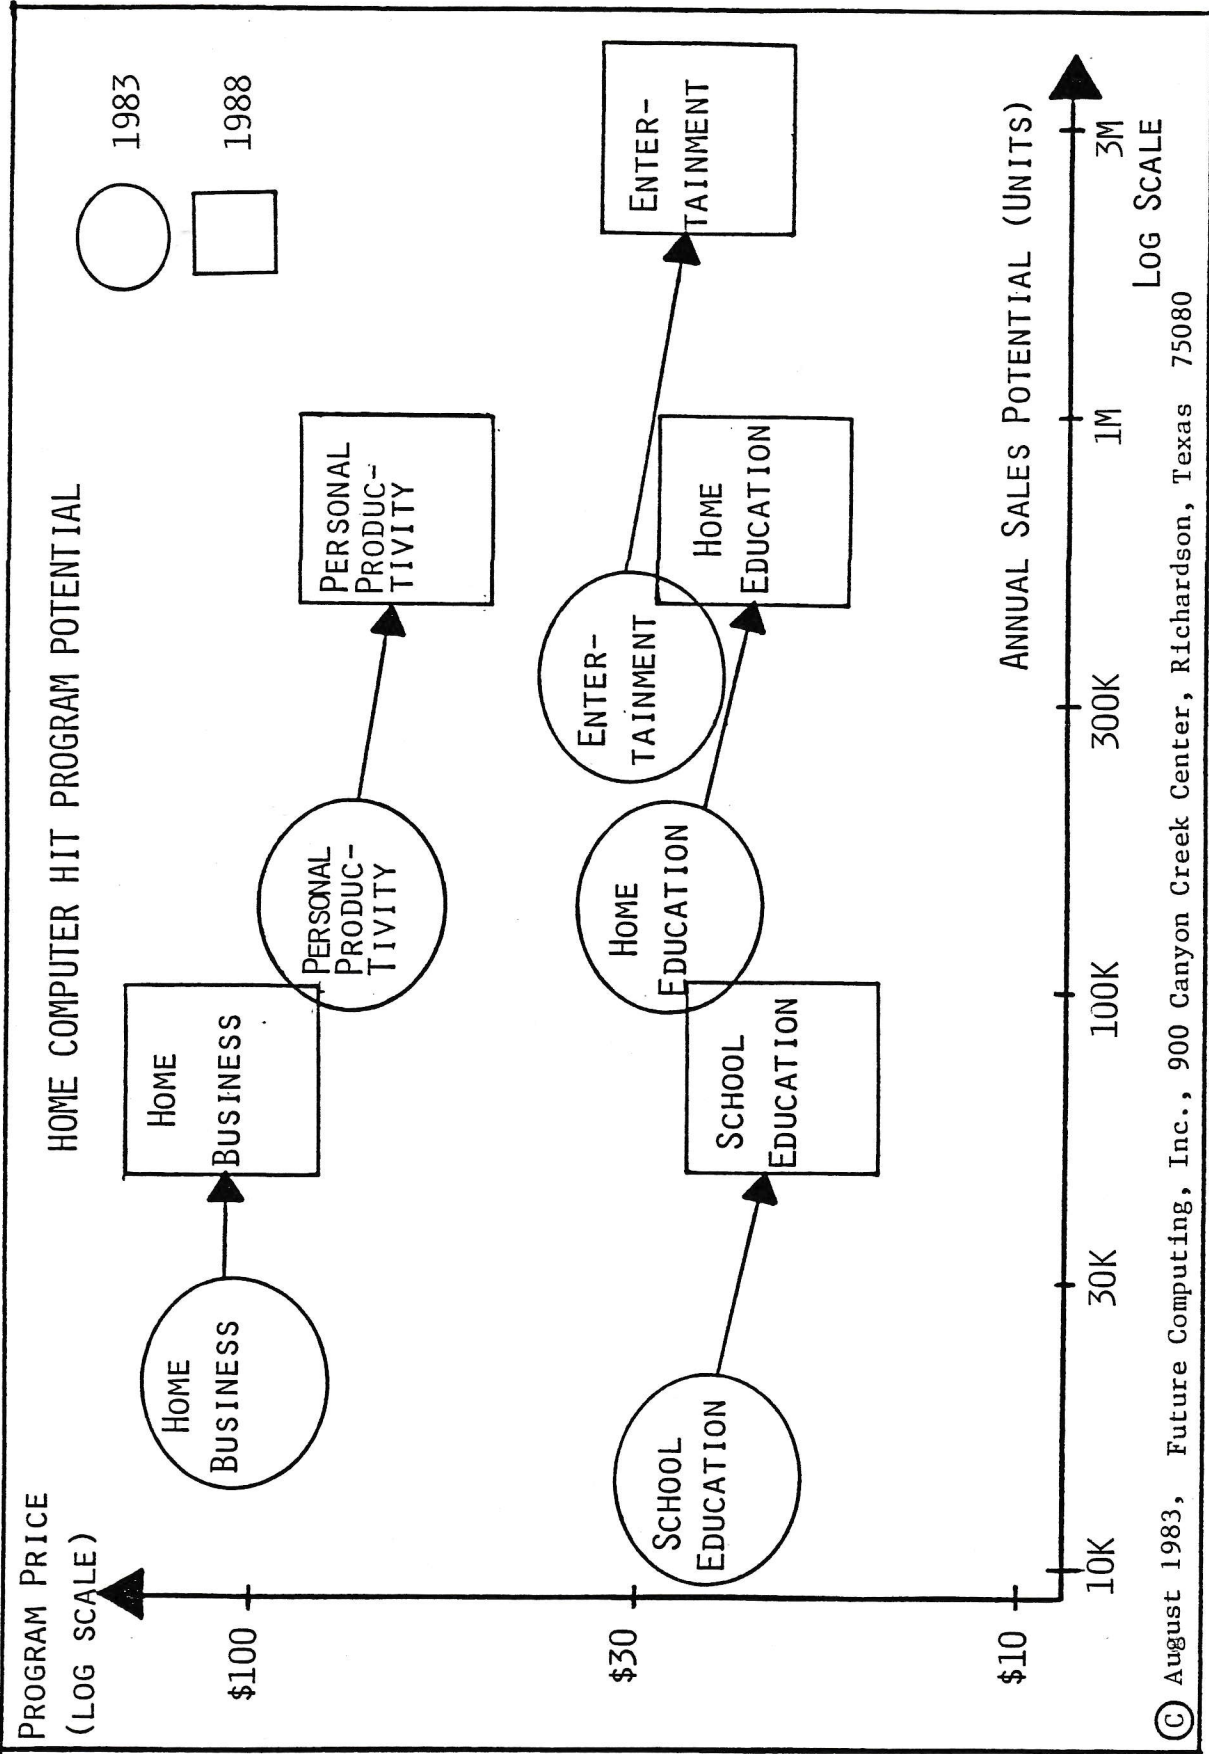 PROGRAM PRICE
(LOG SCALE)
HOME COMPUTER HIT PROGRAM POTENTIAL
1983
1988
$100
$30
$10
HOME
BUSINESS
HOME
BUSINESS
PERSONAL
PRODUC-
TIVITY
PERSONAL
PRODUC-
TIVITY
SCHOOL
EDUCATION
SCHOOL
EDUCATION
HOME
EDUCATION
HOME
EDUCATION
ENTER-
TAINMENT
ENTER-
TAINMENT
ANNUAL SALES POTENTIAL (UNITS)
10K
30K
100K
300K
1M
3M
LOG SCALE
© August 1983, Future Computing, Inc., 900 Canyon Creek Center, Richardson, Texas 75080